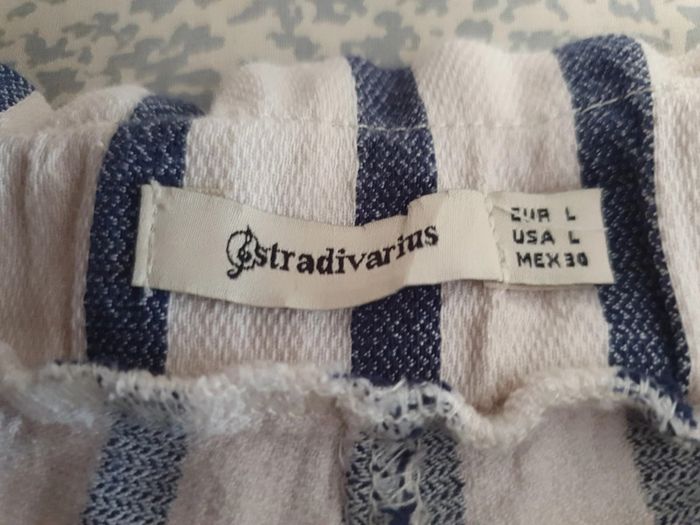 Stradivarius
EUR L
USA L
MEX 30